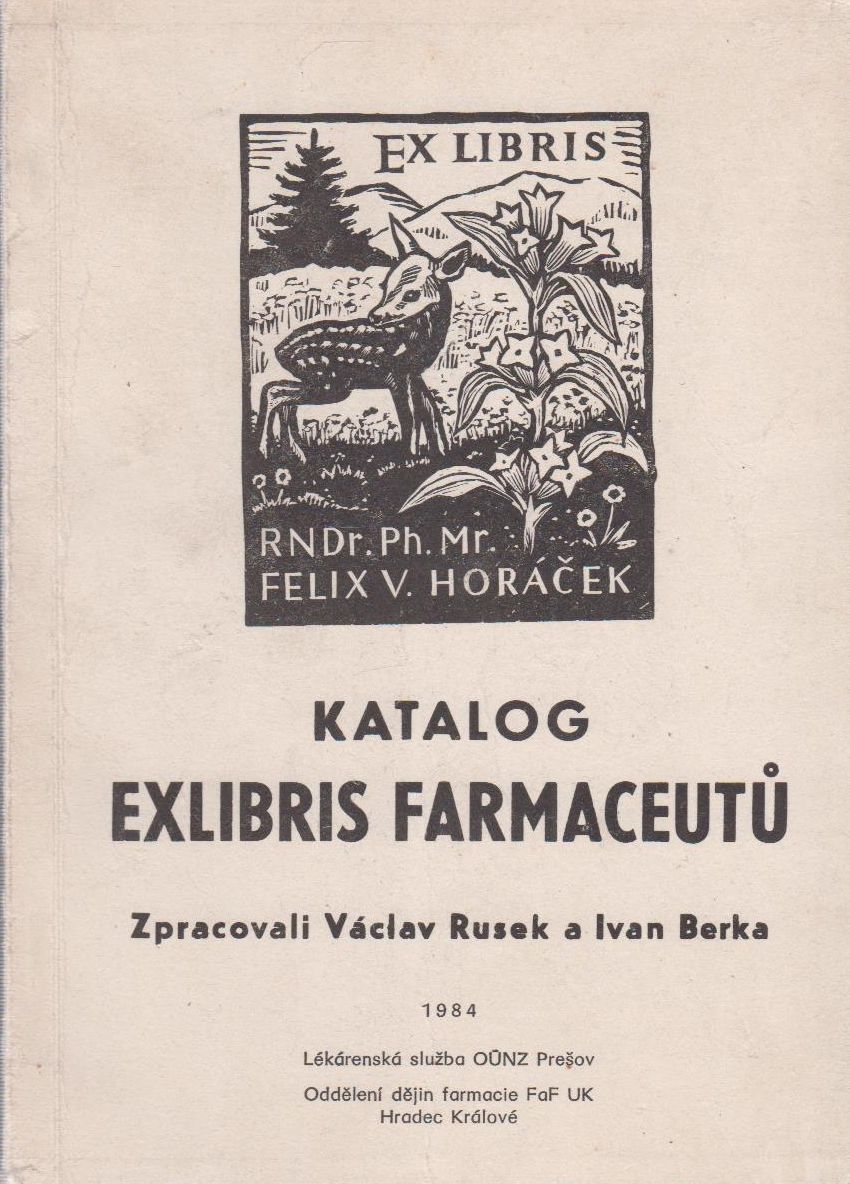 EX LIBRIS
RNDr. Ph. Mr.
FELIX V. HORÁČEK
KATALOG
EXLIBRIS FARMACEUTŮ
Zpracovali Václav Rusek a Ivan Berka
1984
Lékárenská služba OÚNZ Prešov
Oddělení dějin farmacie FaF UK
Hradec Králové